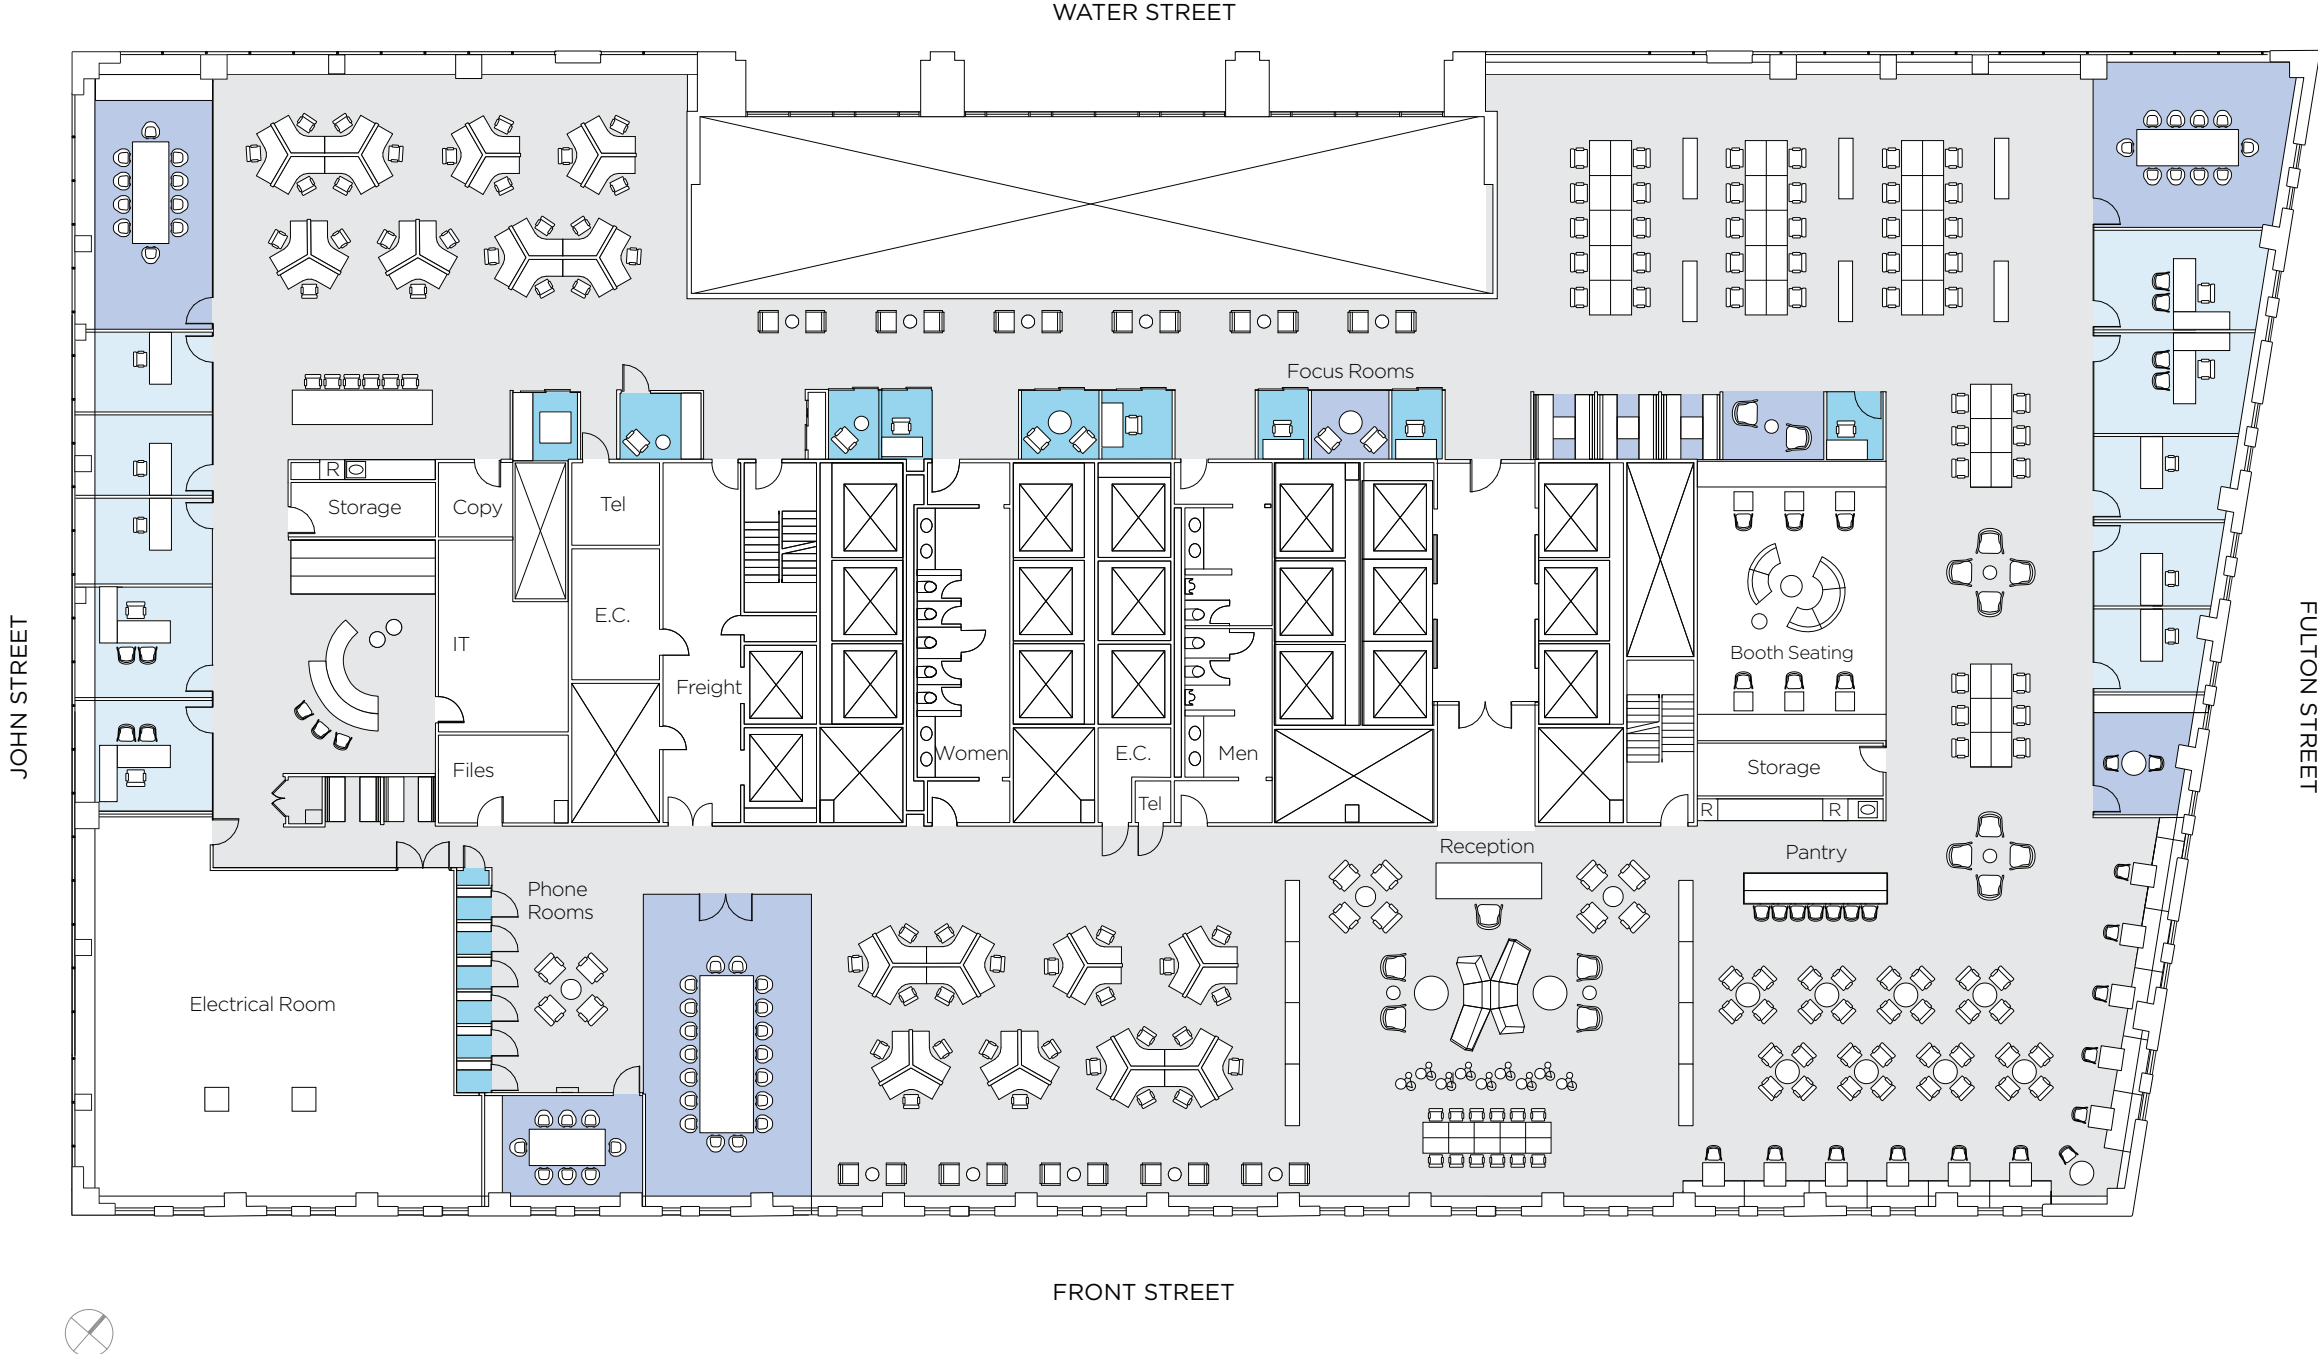 WATER STREET
Focus Rooms
R
Storage
Copy
Tel
E.C.
IT
Freight
Files
Women
E.C.
Tel
Men
Booth Seating
Storage
R
R
JOHN STREET
FULTON STREET
Reception
Pantry
Phone
Rooms
Electrical Room
FRONT STREET